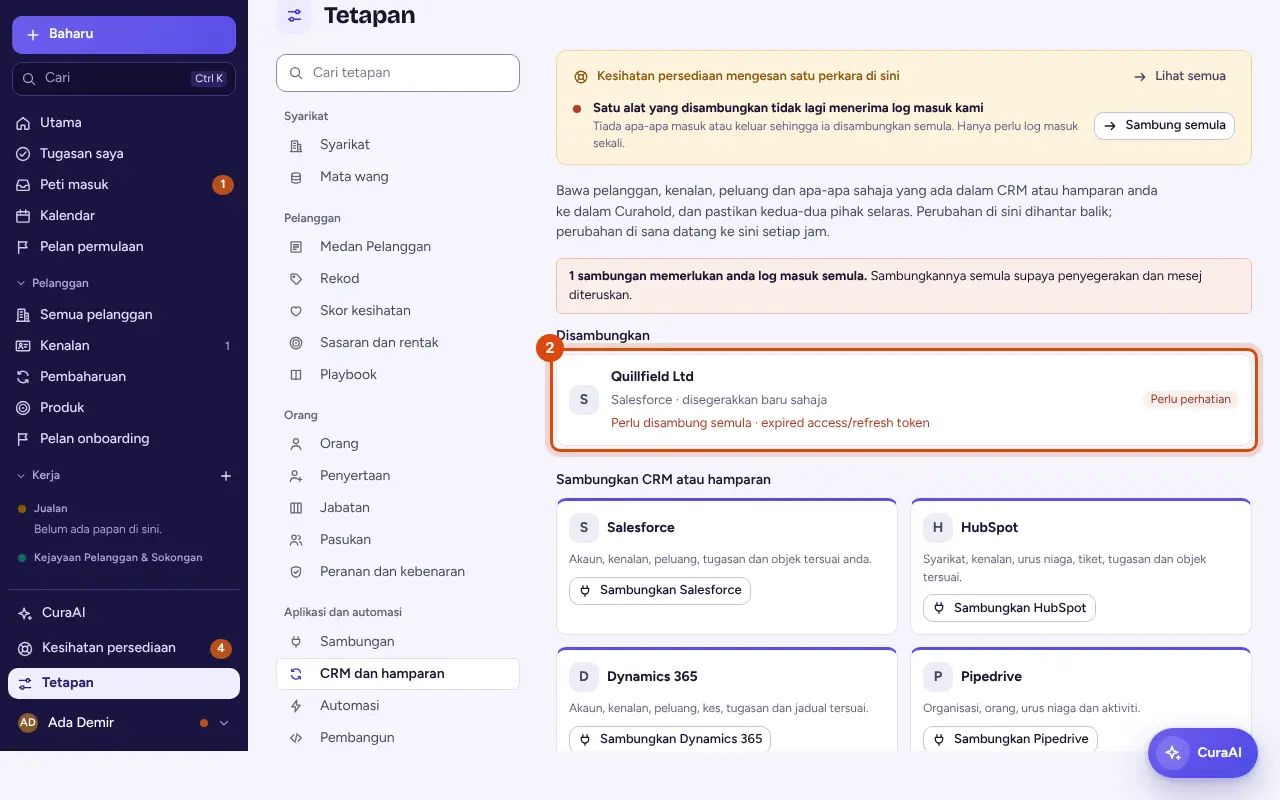 Baharu
Cari
Ctrl K
Utama
Tugasan saya
Peti masuk
1
Kalendar
Pelan permulaan
Pelanggan
Semua pelanggan
Kenalan
1
Pembaharuan
Produk
Pelan onboarding
Kerja
Jualan
Belum ada papan di sini.
Kejayaan Pelanggan & Sokongan
CuraAI
Kesihatan persediaan
4
Tetapan
AD
Ada Demir
Tetapan
Cari tetapan
Syarikat
Syarikat
Mata wang
Pelanggan
Medan Pelanggan
Rekod
Skor kesihatan
Sasaran dan rentak
Playbook
Orang
Orang
Penyertaan
Jabatan
Pasukan
Peranan dan kebenaran
Aplikasi dan automasi
Sambungan
CRM dan hamparan
Automasi
Pembangun
Kesihatan persediaan mengesan satu perkara di sini
Lihat semua
Satu alat yang disambungkan tidak lagi menerima log masuk kami
Tiada apa-apa masuk atau keluar sehingga ia disambungkan semula. Hanya perlu log masuk
sekali.
Sambung semula
Bawa pelanggan, kenalan, peluang dan apa-apa sahaja yang ada dalam CRM atau hamparan anda
ke dalam Curahold, dan pastikan kedua-dua pihak selaras. Perubahan di sini dihantar balik;
perubahan di sana datang ke sini setiap jam.
1 sambungan memerlukan anda log masuk semula. Sambungkannya semula supaya penyegerakan dan mesej
diteruskan.
Disambungkan
2
S
Quillfield Ltd
Salesforce · disegerakkan baru sahaja
Perlu disambung semula · expired access/refresh token
Perlu perhatian
Sambungkan CRM atau hamparan
S
Salesforce
Akaun, kenalan, peluang, tugasan dan objek tersuai anda.
Sambungkan Salesforce
H
HubSpot
Syarikat, kenalan, urus niaga, tiket, tugasan dan objek
tersuai.
Sambungkan HubSpot
D
Dynamics 365
Akaun, kenalan, peluang, kes, tugasan dan jadual tersuai.
Sambungkan Dynamics 365
P
Pipedrive
Organisasi, orang, urus niaga dan aktiviti.
Sambungkan Pipedrive
CuraAI